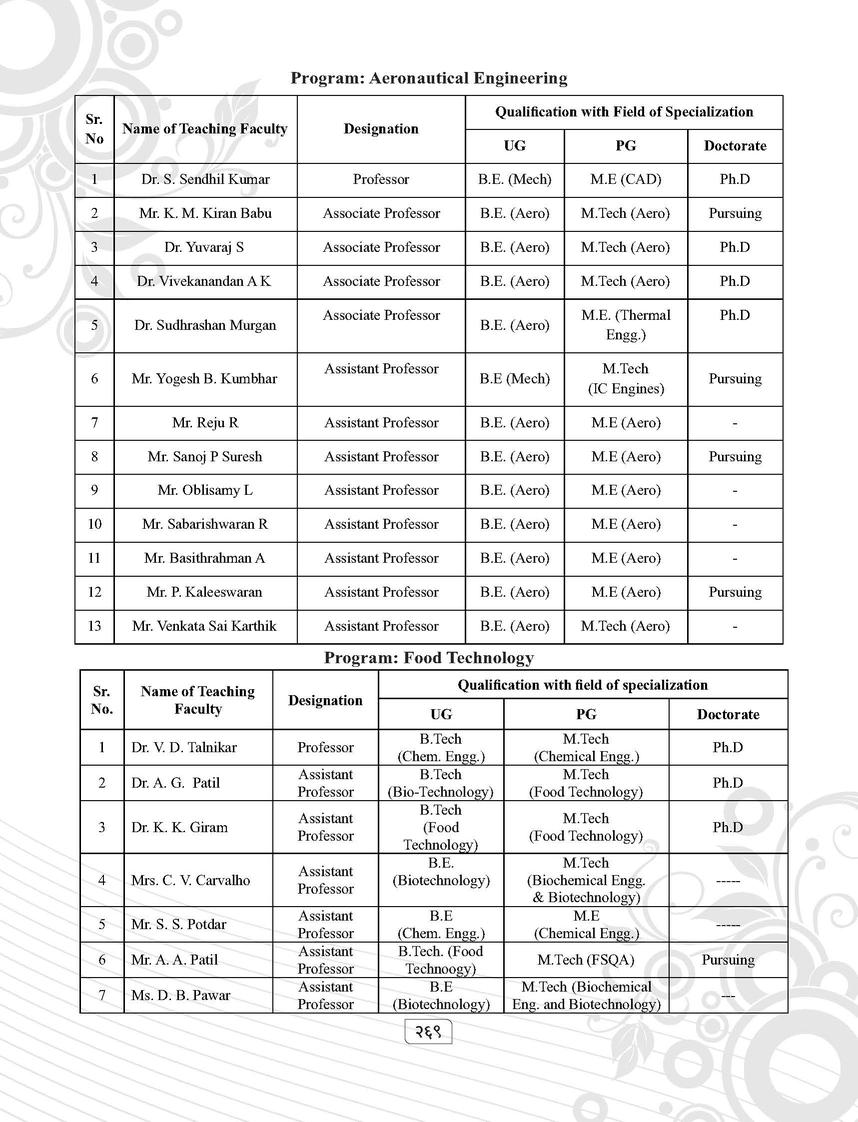 Program: Aeronautical Engineering
Sr. No | Name of Teaching Faculty | Designation | Qualification with Field of Specialization
UG | PG | Doctorate
1 | Dr. S. Sendhil Kumar | Professor | B.E. (Mech) | M.E (CAD) | Ph.D
2 | Mr. K. M. Kiran Babu | Associate Professor | B.E. (Aero) | M.Tech (Aero) | Pursuing
3 | Dr. Yuvaraj S | Associate Professor | B.E. (Aero) | M.Tech (Aero) | Ph.D
4 | Dr. Vivekanandan A K | Associate Professor | B.E. (Aero) | M.Tech (Aero) | Ph.D
5 | Dr. Sudhrashan Murgan | Associate Professor | B.E. (Aero) | M.E. (Thermal Engg.) | Ph.D
6 | Mr. Yogesh B. Kumbhar | Assistant Professor | B.E (Mech) | M.Tech (IC Engines) | Pursuing
7 | Mr. Reju R | Assistant Professor | B.E. (Aero) | M.E (Aero) | -
8 | Mr. Sanoj P Suresh | Assistant Professor | B.E. (Aero) | M.E (Aero) | Pursuing
9 | Mr. Oblisamy L | Assistant Professor | B.E. (Aero) | M.E (Aero) | -
10 | Mr. Sabarishwaran R | Assistant Professor | B.E. (Aero) | M.E (Aero) | -
11 | Mr. Basithrahman A | Assistant Professor | B.E. (Aero) | M.E (Aero) | -
12 | Mr. P. Kaleeswaran | Assistant Professor | B.E. (Aero) | M.E (Aero) | Pursuing
13 | Mr. Venkata Sai Karthik | Assistant Professor | B.E. (Aero) | M.Tech (Aero) | -
Program: Food Technology
Sr. No. | Name of Teaching Faculty | Designation | Qualification with field of specialization
UG | PG | Doctorate
1 | Dr. V. D. Talnikar | Professor | B.Tech (Chem. Engg.) | M.Tech (Chemical Engg.) | Ph.D
2 | Dr. A. G. Patil | Assistant Professor | B.Tech (Bio-Technology) | M.Tech (Food Technology) | Ph.D
3 | Dr. K. K. Giram | Assistant Professor | B.Tech (Food Technology) | M.Tech (Food Technology) | Ph.D
4 | Mrs. C. V. Carvalho | Assistant Professor | B.E. (Biotechnology) | M.Tech (Biochemical Engg. & Biotechnology) | -----
5 | Mr. S. S. Potdar | Assistant Professor | B.E (Chem. Engg.) | M.E (Chemical Engg.) | -----
6 | Mr. A. A. Patil | Assistant Professor | B.Tech. (Food Technoogy) | M.Tech (FSQA) | Pursuing
7 | Ms. D. B. Pawar | Assistant Professor | B.E (Biotechnology) | M.Tech (Biochemical Eng. and Biotechnology) | ---
२६९